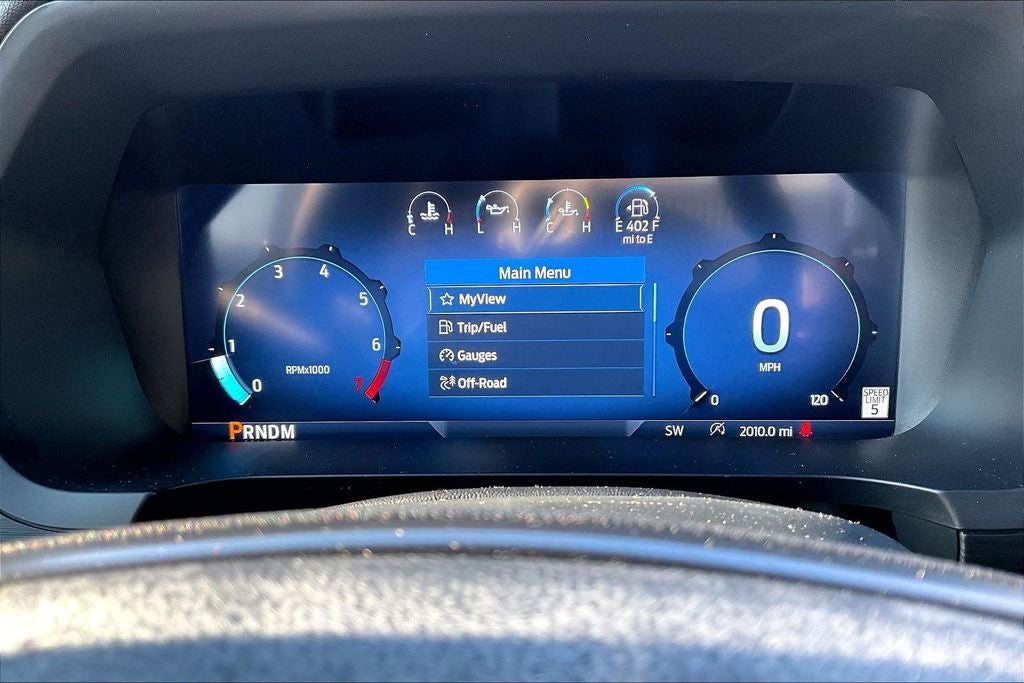 C H L H C H E 402 F
mi to E
Main Menu
MyView
Trip/Fuel
Gauges
Off-Road
0 1 2 3 4 5 6 7
RPMx1000
0
MPH
0 120
SPEED
LIMIT
5
PRNDM
SW 2010.0 mi